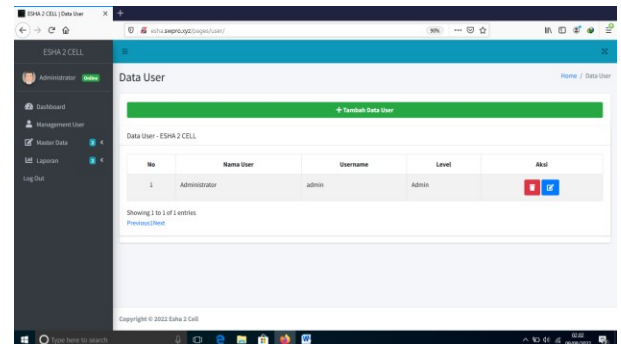 ESHA 2 CELL | Data User
esha.swpro.xyz/pages/user/
90%
ESHA 2 CELL
Administrator Online
Data User
Home / Data User
Dashboard
Management User
Master Data
Laporan
Log Out
+ Tambah Data User
Data User - ESHA 2 CELL
No Nama User Username Level Aksi
1 Administrator admin Admin
Showing 1 to 1 of 1 entries
Previous1Next
Copyright © 2022 Esha 2 Cell
Type here to search
02.02